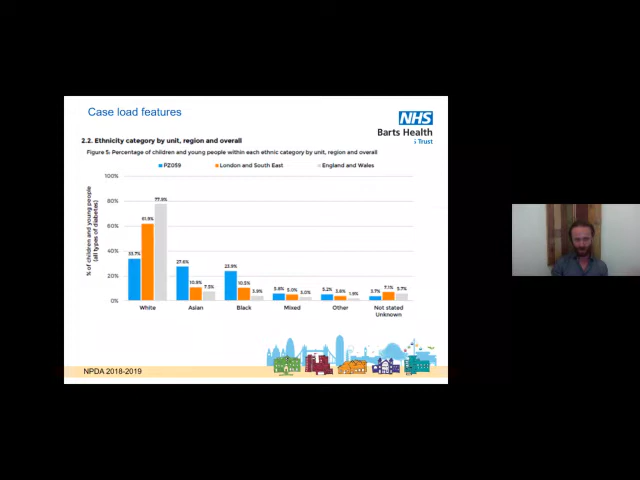 Case load features
NHS
Barts Health
Trust
2.2. Ethnicity category by unit, region and overall
Figure 5: Percentage of children and young people within each ethnic category by unit, region and overall
PZ059
London and South East
England and Wales
% of children and young people
(all types of diabetes)
100%
80%
60%
40%
20%
0%
33.7%
61.9%
77.9%
27.6%
10.8%
7.3%
23.9%
10.3%
3.9%
5.9%
5.0%
3.0%
5.2%
3.8%
1.9%
3.7%
7.1%
5.7%
White
Asian
Black
Mixed
Other
Not stated
Unknown
NPDA 2018-2019